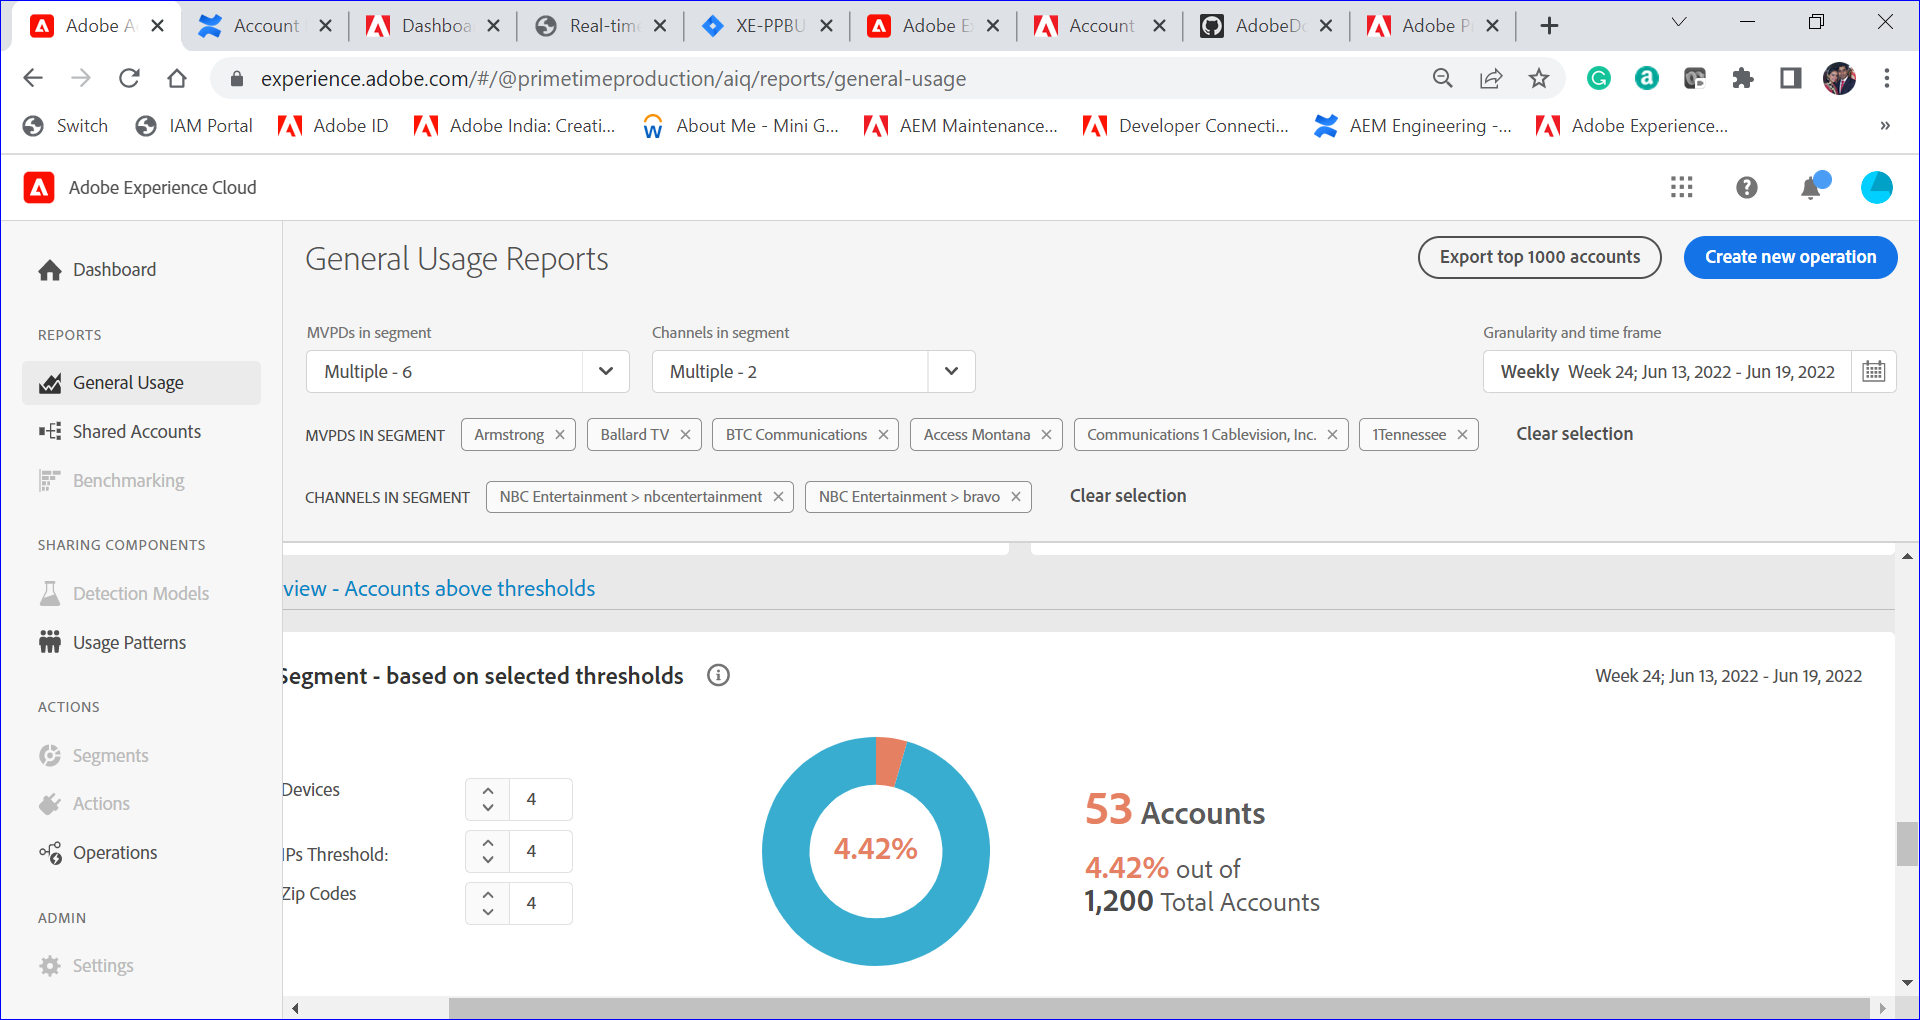 Adobe A
Account
Dashboa
Real-time
XE-PPBU
Adobe E
Account
AdobeDo
Adobe P
experience.adobe.com/#/@primetimeproduction/aiq/reports/general-usage
Switch
IAM Portal
Adobe ID
Adobe India: Creati...
About Me - Mini G...
AEM Maintenance...
Developer Connecti...
AEM Engineering -...
Adobe Experience...
»
Adobe Experience Cloud
Dashboard
REPORTS
General Usage
Shared Accounts
Benchmarking
SHARING COMPONENTS
Detection Models
Usage Patterns
ACTIONS
Segments
Actions
Operations
ADMIN
Settings
General Usage Reports
Export top 1000 accounts
Create new operation
MVPDs in segment
Multiple - 6
Channels in segment
Multiple - 2
Granularity and time frame
Weekly Week 24; Jun 13, 2022 - Jun 19, 2022
MVPDS IN SEGMENT
Armstrong
Ballard TV
BTC Communications
Access Montana
Communications 1 Cablevision, Inc.
1Tennessee
Clear selection
CHANNELS IN SEGMENT
NBC Entertainment > nbcentertainment
NBC Entertainment > bravo
Clear selection
view - Accounts above thresholds
Segment - based on selected thresholds
Week 24; Jun 13, 2022 - Jun 19, 2022
Devices
4
IPs Threshold:
4
Zip Codes
4
4.42%
53 Accounts
4.42% out of
1,200 Total Accounts